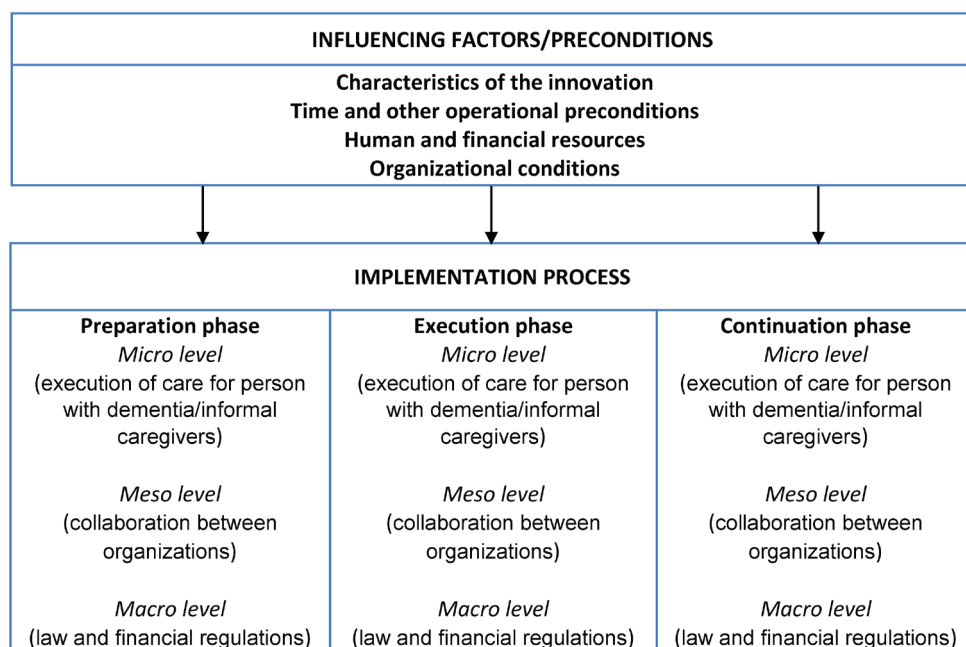 INFLUENCING FACTORS/PRECONDITIONS
Characteristics of the innovation
Time and other operational preconditions
Human and financial resources
Organizational conditions
IMPLEMENTATION PROCESS
Preparation phase
Micro level
(execution of care for person
with dementia/informal
caregivers)
Meso level
(collaboration between
organizations)
Macro level
(law and financial regulations)
Execution phase
Micro level
(execution of care for person
with dementia/informal
caregivers)
Meso level
(collaboration between
organizations)
Macro level
(law and financial regulations)
Continuation phase
Micro level
(execution of care for person
with dementia/informal
caregivers)
Meso level
(collaboration between
organizations)
Macro level
(law and financial regulations)